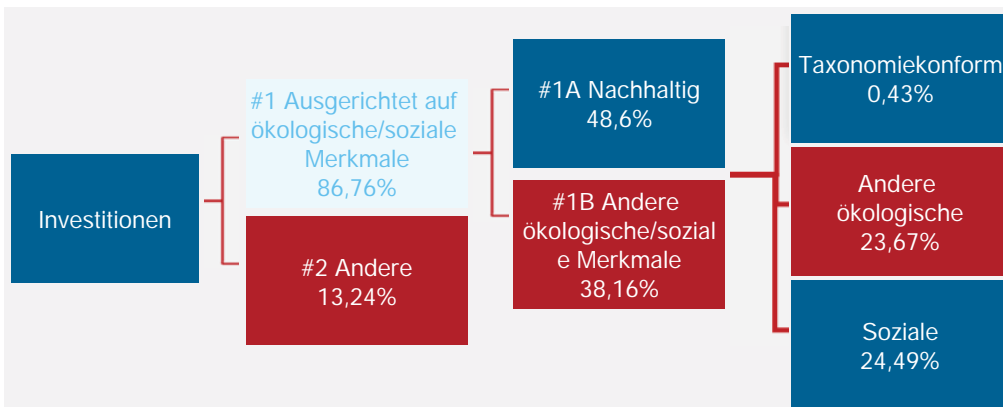 Investitionen
#1 Ausgerichtet auf
ökologische/soziale
Merkmale
86,76%
#2 Andere
13,24%
#1A Nachhaltig
48,6%
#1B Andere
ökologische/sozial
e Merkmale
38,16%
Taxonomiekonform
0,43%
Andere
ökologische
23,67%
Soziale
24,49%